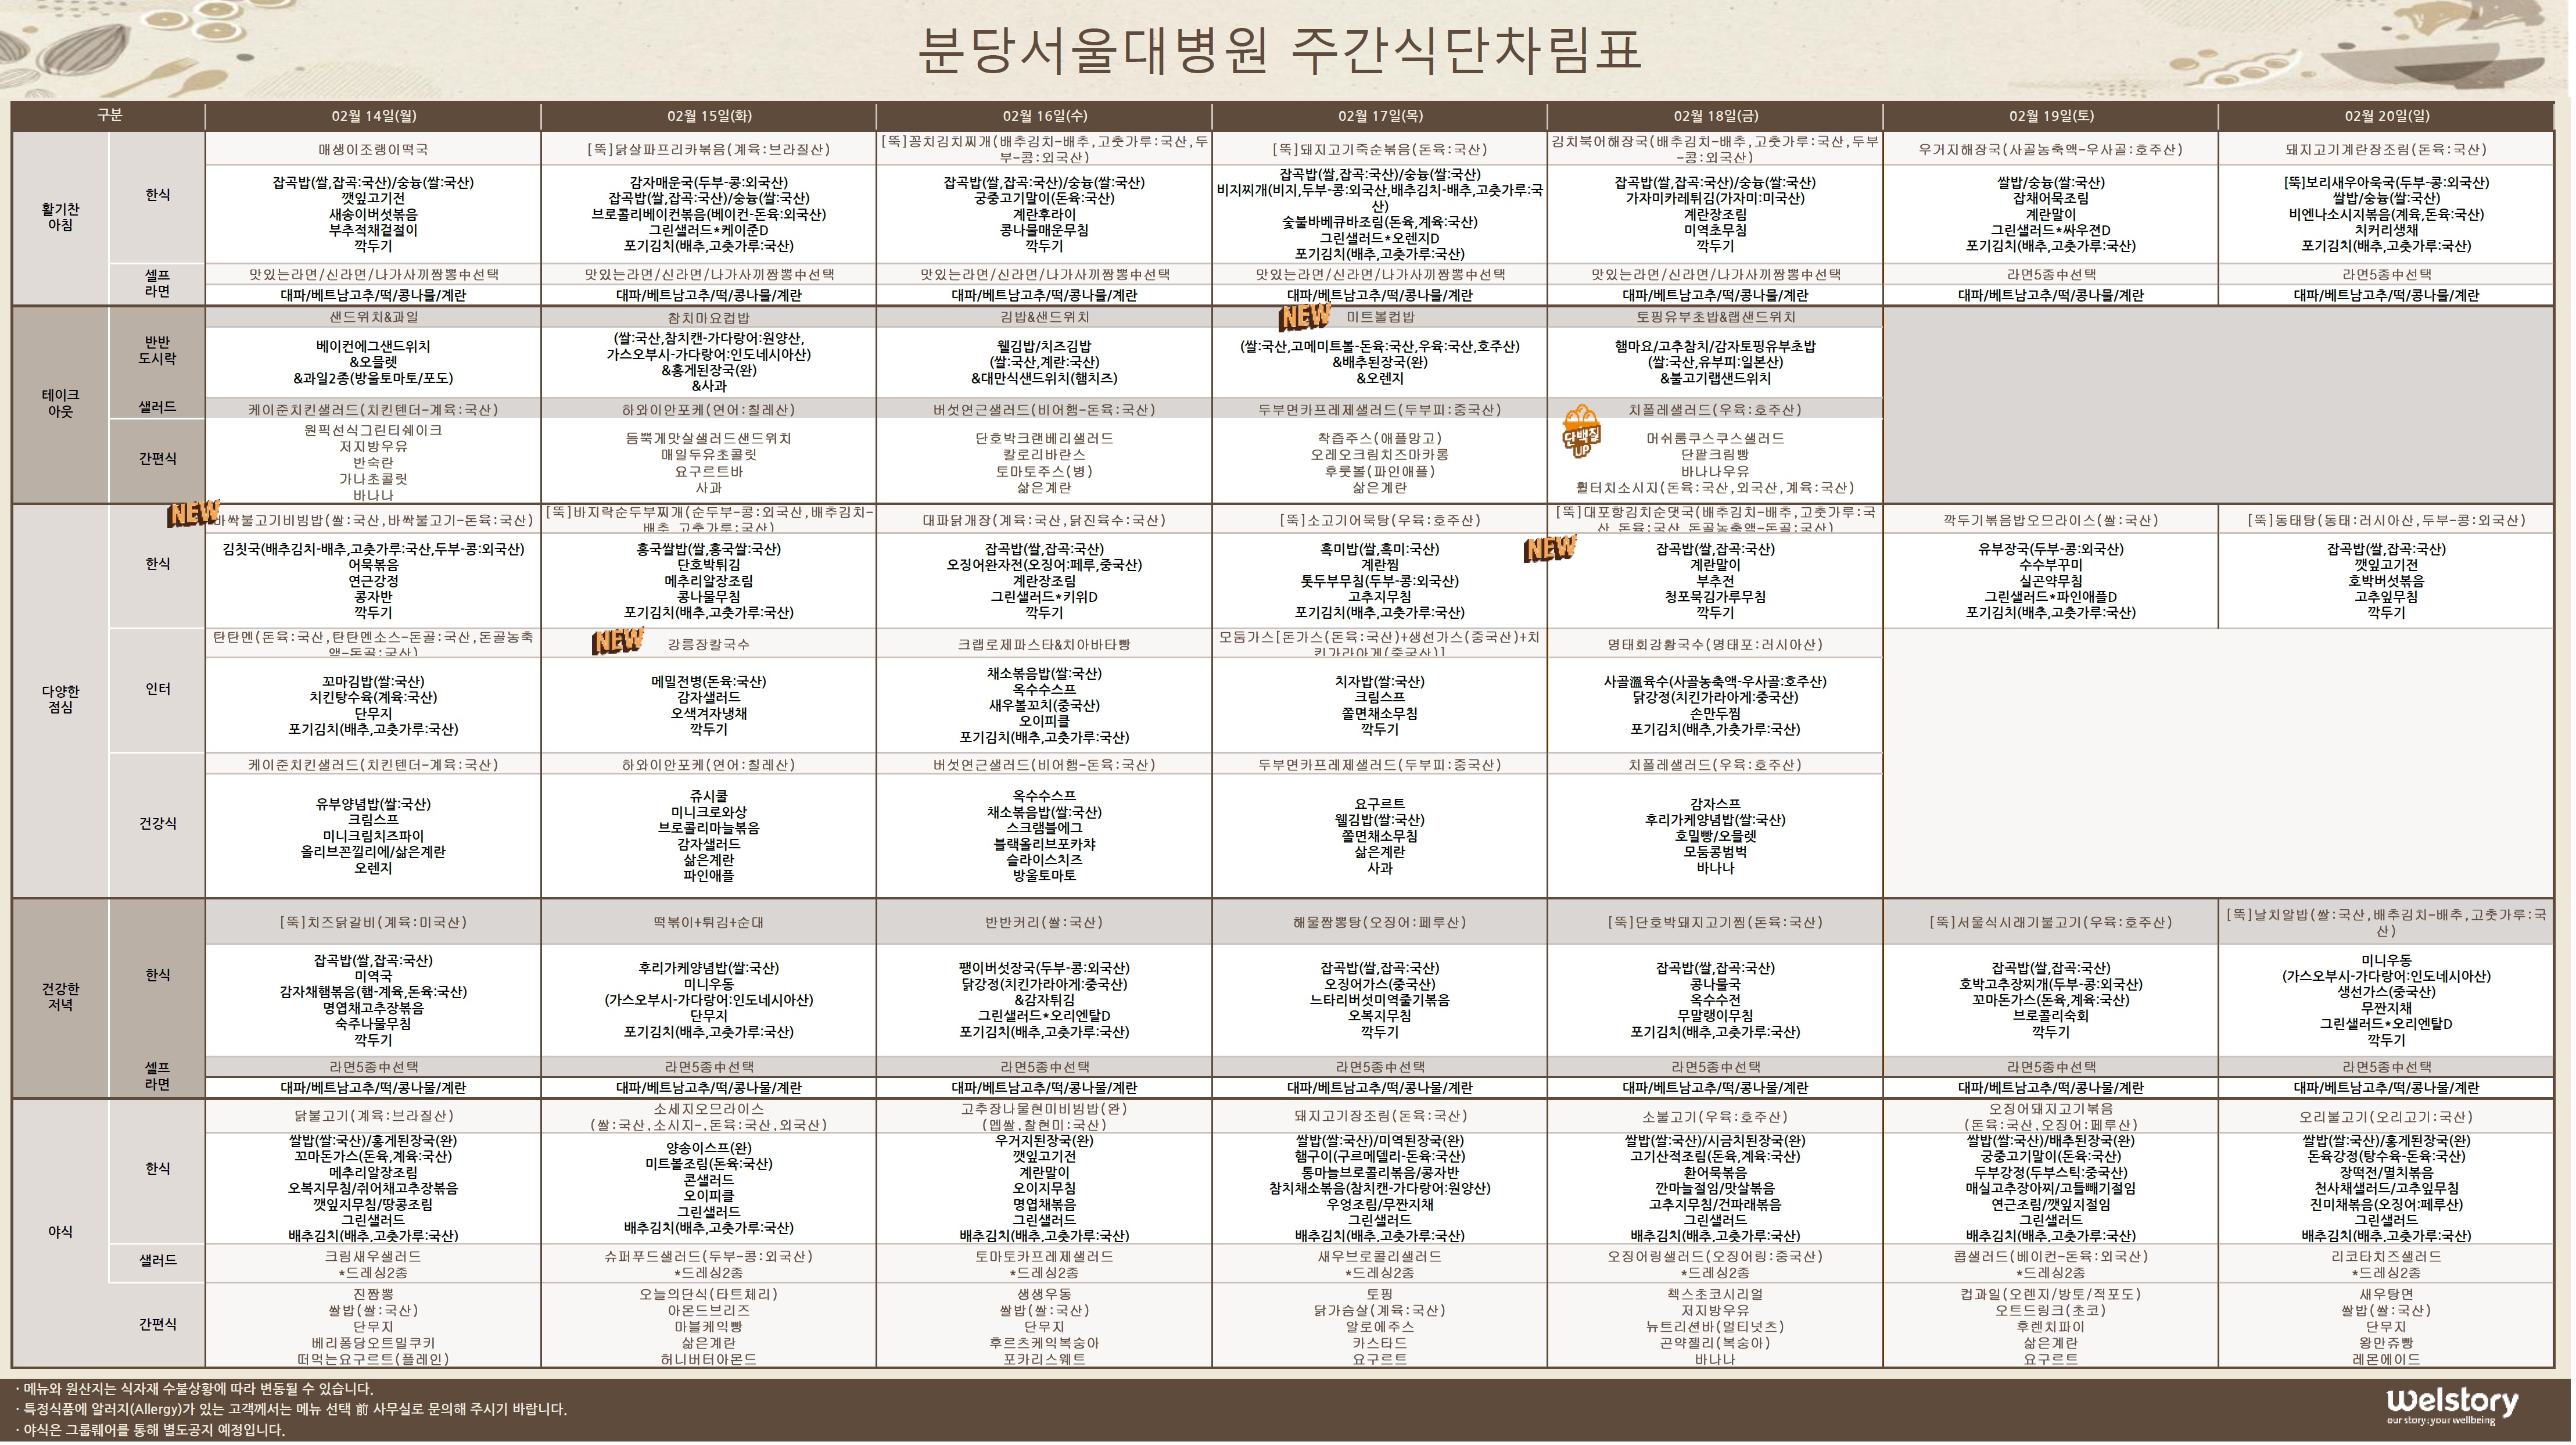 분당서울대병원 주간식단차림표
구분
02월 14일(월)
02월 15일(화)
02월 16일(수)
02월 17일(목)
02월 18일(금)
02월 19일(토)
02월 20일(일)
활기찬
아침
한식
매생이조랭이떡국
잡곡밥(쌀,잡곡:국산)/숭늉(쌀:국산)
깻잎고기전
새송이버섯볶음
부추적채겉절이
깍두기
[뚝]닭살파프리카볶음(계육:브라질산)
감자매운국(두부-콩:외국산)
잡곡밥(쌀,잡곡:국산)/숭늉(쌀:국산)
브로콜리베이컨볶음(베이컨-돈육:외국산)
그린샐러드*케이준D
포기김치(배추,고춧가루:국산)
[뚝]꽁치김치찌개(배추김치-배추,고춧가루:국산,두
부-콩:외국산)
잡곡밥(쌀,잡곡:국산)/숭늉(쌀:국산)
궁중고기말이(돈육:국산)
계란후라이
콩나물매운무침
깍두기
[뚝]돼지고기죽순볶음(돈육:국산)
잡곡밥(쌀,잡곡:국산)/숭늉(쌀:국산)
비지찌개(비지,두부-콩:외국산,배추김치-배추,고춧가루:국
산)
숯불바베큐바조림(돈육,계육:국산)
그린샐러드*오렌지D
포기김치(배추,고춧가루:국산)
김치북어해장국(배추김치-배추,고춧가루:국산,두부
-콩:외국산)
잡곡밥(쌀,잡곡:국산)/숭늉(쌀:국산)
가자미카레튀김(가자미:미국산)
계란장조림
미역초무침
깍두기
우거지해장국(사골농축액-우사골:호주산)
쌀밥/숭늉(쌀:국산)
잡채어묵조림
계란말이
그린샐러드*싸우젼D
포기김치(배추,고춧가루:국산)
돼지고기계란장조림(돈육:국산)
[뚝]보리새우아욱국(두부-콩:외국산)
쌀밥/숭늉(쌀:국산)
비엔나소시지볶음(계육,돈육:국산)
치커리생채
포기김치(배추,고춧가루:국산)
셀프
라면
맛있는라면/신라면/나가사끼짬뽕中선택
대파/베트남고추/떡/콩나물/계란
맛있는라면/신라면/나가사끼짬뽕中선택
대파/베트남고추/떡/콩나물/계란
맛있는라면/신라면/나가사끼짬뽕中선택
대파/베트남고추/떡/콩나물/계란
맛있는라면/신라면/나가사끼짬뽕中선택
대파/베트남고추/떡/콩나물/계란
맛있는라면/신라면/나가사끼짬뽕中선택
대파/베트남고추/떡/콩나물/계란
라면5종中선택
대파/베트남고추/떡/콩나물/계란
라면5종中선택
대파/베트남고추/떡/콩나물/계란
테이크
아웃
반반
도시락
샌드위치&과일
베이컨에그샌드위치
&오믈렛
&과일2종(방울토마토/포도)
참치마요컵밥
(쌀:국산,참치캔-가다랑어:원양산,
가스오부시-가다랑어:인도네시아산)
&홍게된장국(완)
&사과
김밥&샌드위치
웰김밥/치즈김밥
(쌀:국산,계란:국산)
&대만식샌드위치(햄치즈)
NEW
미트볼컵밥
(쌀:국산,고메미트볼-돈육:국산,우육:국산,호주산)
&배추된장국(완)
&오렌지
토핑유부초밥&랩샌드위치
햄마요/고추참치/감자토핑유부초밥
(쌀:국산,유부피:일본산)
&불고기랩샌드위치
샐러드
케이준치킨샐러드(치킨텐더-계육:국산)
하와이안포케(연어:칠레산)
버섯연근샐러드(비어햄-돈육:국산)
두부면카프레제샐러드(두부피:중국산)
치폴레샐러드(우육:호주산)
단백질
UP
간편식
원픽선식그린티쉐이크
저지방우유
반숙란
가나초콜릿
바나나
듬뿍게맛살샐러드샌드위치
매일두유초콜릿
요구르트바
사과
단호박크랜베리샐러드
칼로리바란스
토마토주스(병)
삶은계란
착즙주스(애플망고)
오레오크림치즈마카롱
후룻볼(파인애플)
삶은계란
머쉬룸쿠스쿠스샐러드
단팥크림빵
바나나우유
휠터치소시지(돈육:국산,외국산,계육:국산)
다양한
점심
한식
NEW
바싹불고기비빔밥(쌀:국산,바싹불고기-돈육:국산)
김칫국(배추김치-배추,고춧가루:국산,두부-콩:외국산)
어묵볶음
연근강정
콩자반
깍두기
[뚝]바지락순두부찌개(순두부-콩:외국산,배추김치-
배추,고춧가루:국산)
홍국쌀밥(쌀,홍국쌀:국산)
단호박튀김
메추리알장조림
콩나물무침
포기김치(배추,고춧가루:국산)
대파닭개장(계육:국산,닭진육수:국산)
잡곡밥(쌀,잡곡:국산)
오징어완자전(오징어:페루,중국산)
계란장조림
그린샐러드*키위D
깍두기
[뚝]소고기어묵탕(우육:호주산)
흑미밥(쌀,흑미:국산)
계란찜
톳두부무침(두부-콩:외국산)
고추지무침
포기김치(배추,고춧가루:국산)
NEW
[뚝]대포항김치순댓국(배추김치-배추,고춧가루:국
산,돈육:국산,돈골농축액-돈골:국산)
잡곡밥(쌀,잡곡:국산)
계란말이
부추전
청포묵김가루무침
깍두기
깍두기볶음밥오므라이스(쌀:국산)
유부장국(두부-콩:외국산)
수수부꾸미
실곤약무침
그린샐러드*파인애플D
포기김치(배추,고춧가루:국산)
[뚝]동태탕(동태:러시아산,두부-콩:외국산)
잡곡밥(쌀,잡곡:국산)
깻잎고기전
호박버섯볶음
고추잎무침
깍두기
인터
탄탄멘(돈육:국산,탄탄멘소스-돈골:국산,돈골농축
액-돈골:국산)
꼬마김밥(쌀:국산)
치킨탕수육(계육:국산)
단무지
포기김치(배추,고춧가루:국산)
NEW
강릉장칼국수
메밀전병(돈육:국산)
감자샐러드
오색겨자냉채
깍두기
크랩로제파스타&치아바타빵
채소볶음밥(쌀:국산)
옥수수스프
새우볼꼬치(중국산)
오이피클
포기김치(배추,고춧가루:국산)
모둠가스[돈가스(돈육:국산)+생선가스(중국산)+치
킨가라아게(중국산)]
치자밥(쌀:국산)
크림스프
쫄면채소무침
깍두기
명태회강황국수(명태포:러시아산)
사골溫육수(사골농축액-우사골:호주산)
닭강정(치킨가라아게:중국산)
손만두찜
포기김치(배추,가춧가루:국산)
건강식
케이준치킨샐러드(치킨텐더-계육:국산)
유부양념밥(쌀:국산)
크림스프
미니크림치즈파이
올리브꼰낄리에/삶은계란
오렌지
하와이안포케(연어:칠레산)
쥬시쿨
미니크로와상
브로콜리마늘볶음
감자샐러드
삶은계란
파인애플
버섯연근샐러드(비어햄-돈육:국산)
옥수수스프
채소볶음밥(쌀:국산)
스크램블에그
블랙올리브포카챠
슬라이스치즈
방울토마토
두부면카프레제샐러드(두부피:중국산)
요구르트
웰김밥(쌀:국산)
쫄면채소무침
삶은계란
사과
치폴레샐러드(우육:호주산)
감자스프
후리가케양념밥(쌀:국산)
호밀빵/오믈렛
모둠콩범벅
바나나
건강한
저녁
한식
[뚝]치즈닭갈비(계육:미국산)
잡곡밥(쌀,잡곡:국산)
미역국
감자채햄볶음(햄-계육,돈육:국산)
명엽채고추장볶음
숙주나물무침
깍두기
떡볶이+튀김+순대
후리가케양념밥(쌀:국산)
미니우동
(가스오부시-가다랑어:인도네시아산)
단무지
포기김치(배추,고춧가루:국산)
반반커리(쌀:국산)
팽이버섯장국(두부-콩:외국산)
닭강정(치킨가라아게:중국산)
&감자튀김
그린샐러드*오리엔탈D
포기김치(배추,고춧가루:국산)
해물짬뽕탕(오징어:페루산)
잡곡밥(쌀,잡곡:국산)
오징어가스(중국산)
느타리버섯미역줄기볶음
오복지무침
깍두기
[뚝]단호박돼지고기찜(돈육:국산)
잡곡밥(쌀,잡곡:국산)
콩나물국
옥수수전
무말랭이무침
포기김치(배추,고춧가루:국산)
[뚝]서울식시래기불고기(우육:호주산)
잡곡밥(쌀,잡곡:국산)
호박고추장찌개(두부-콩:외국산)
꼬마돈가스(돈육,계육:국산)
브로콜리숙회
깍두기
[뚝]날치알밥(쌀:국산,배추김치-배추,고춧가루:국
산)
미니우동
(가스오부시-가다랑어:인도네시아산)
생선가스(중국산)
무짠지채
그린샐러드*오리엔탈D
깍두기
셀프
라면
라면5종中선택
대파/베트남고추/떡/콩나물/계란
라면5종中선택
대파/베트남고추/떡/콩나물/계란
라면5종中선택
대파/베트남고추/떡/콩나물/계란
라면5종中선택
대파/베트남고추/떡/콩나물/계란
라면5종中선택
대파/베트남고추/떡/콩나물/계란
라면5종中선택
대파/베트남고추/떡/콩나물/계란
라면5종中선택
대파/베트남고추/떡/콩나물/계란
야식
한식
닭불고기(계육:브라질산)
쌀밥(쌀:국산)/홍게된장국(완)
꼬마돈가스(돈육,계육:국산)
메추리알장조림
오복지무침/쥐어채고추장볶음
깻잎지무침/땅콩조림
그린샐러드
배추김치(배추,고춧가루:국산)
소세지오므라이스
(쌀:국산,소시지-,돈육:국산,외국산)
양송이스프(완)
미트볼조림(돈육:국산)
콘샐러드
오이피클
그린샐러드
배추김치(배추,고춧가루:국산)
고추장나물현미비빔밥(완)
(멥쌀,찰현미:국산)
우거지된장국(완)
깻잎고기전
계란말이
오이지무침
명엽채볶음
그린샐러드
배추김치(배추,고춧가루:국산)
돼지고기장조림(돈육:국산)
쌀밥(쌀:국산)/미역된장국(완)
햄구이(구르메델리-돈육:국산)
통마늘브로콜리볶음/콩자반
참치채소볶음(참치캔-가다랑어:원양산)
우엉조림/무짠지채
그린샐러드
배추김치(배추,고춧가루:국산)
소불고기(우육:호주산)
쌀밥(쌀:국산)/시금치된장국(완)
고기산적조림(돈육,계육:국산)
환어묵볶음
깐마늘절임/맛살볶음
고추지무침/건파래볶음
그린샐러드
배추김치(배추,고춧가루:국산)
오징어돼지고기볶음
(돈육:국산,오징어:페루산)
쌀밥(쌀:국산)/배추된장국(완)
궁중고기말이(돈육:국산)
두부강정(두부스틱:중국산)
매실고추장아찌/고들빼기절임
연근조림/깻잎지절임
그린샐러드
배추김치(배추,고춧가루:국산)
오리불고기(오리고기:국산)
쌀밥(쌀:국산)/홍게된장국(완)
돈육강정(탕수육-돈육:국산)
장떡전/멸치볶음
천사채샐러드/고추잎무침
진미채볶음(오징어:페루산)
그린샐러드
배추김치(배추,고춧가루:국산)
샐러드
크림새우샐러드
*드레싱2종
슈퍼푸드샐러드(두부-콩:외국산)
*드레싱2종
토마토카프레제샐러드
*드레싱2종
새우브로콜리샐러드
*드레싱2종
오징어링샐러드(오징어링:중국산)
*드레싱2종
콥샐러드(베이컨-돈육:외국산)
*드레싱2종
리코타치즈샐러드
*드레싱2종
간편식
진짬뽕
쌀밥(쌀:국산)
단무지
베리퐁당오트밀쿠키
떠먹는요구르트(플레인)
오늘의단식(타트체리)
아몬드브리즈
마블케익빵
삶은계란
허니버터아몬드
생생우동
쌀밥(쌀:국산)
단무지
후르츠케익복숭아
포카리스웨트
토핑
닭가슴살(계육:국산)
알로에주스
카스타드
요구르트
첵스초코시리얼
저지방우유
뉴트리션바(멀티넛츠)
곤약젤리(복숭아)
바나나
컵과일(오렌지/방토/적포도)
오트드링크(초코)
후렌치파이
삶은계란
요구르트
새우탕면
쌀밥(쌀:국산)
단무지
왕만쥬빵
레몬에이드
· 메뉴와 원산지는 식자재 수불상황에 따라 변동될 수 있습니다.
· 특정식품에 알러지(Allergy)가 있는 고객께서는 메뉴 선택 前 사무실로 문의해 주시기 바랍니다.
· 야식은 그룹웨어를 통해 별도공지 예정입니다.
welstory
our story:your wellbeing